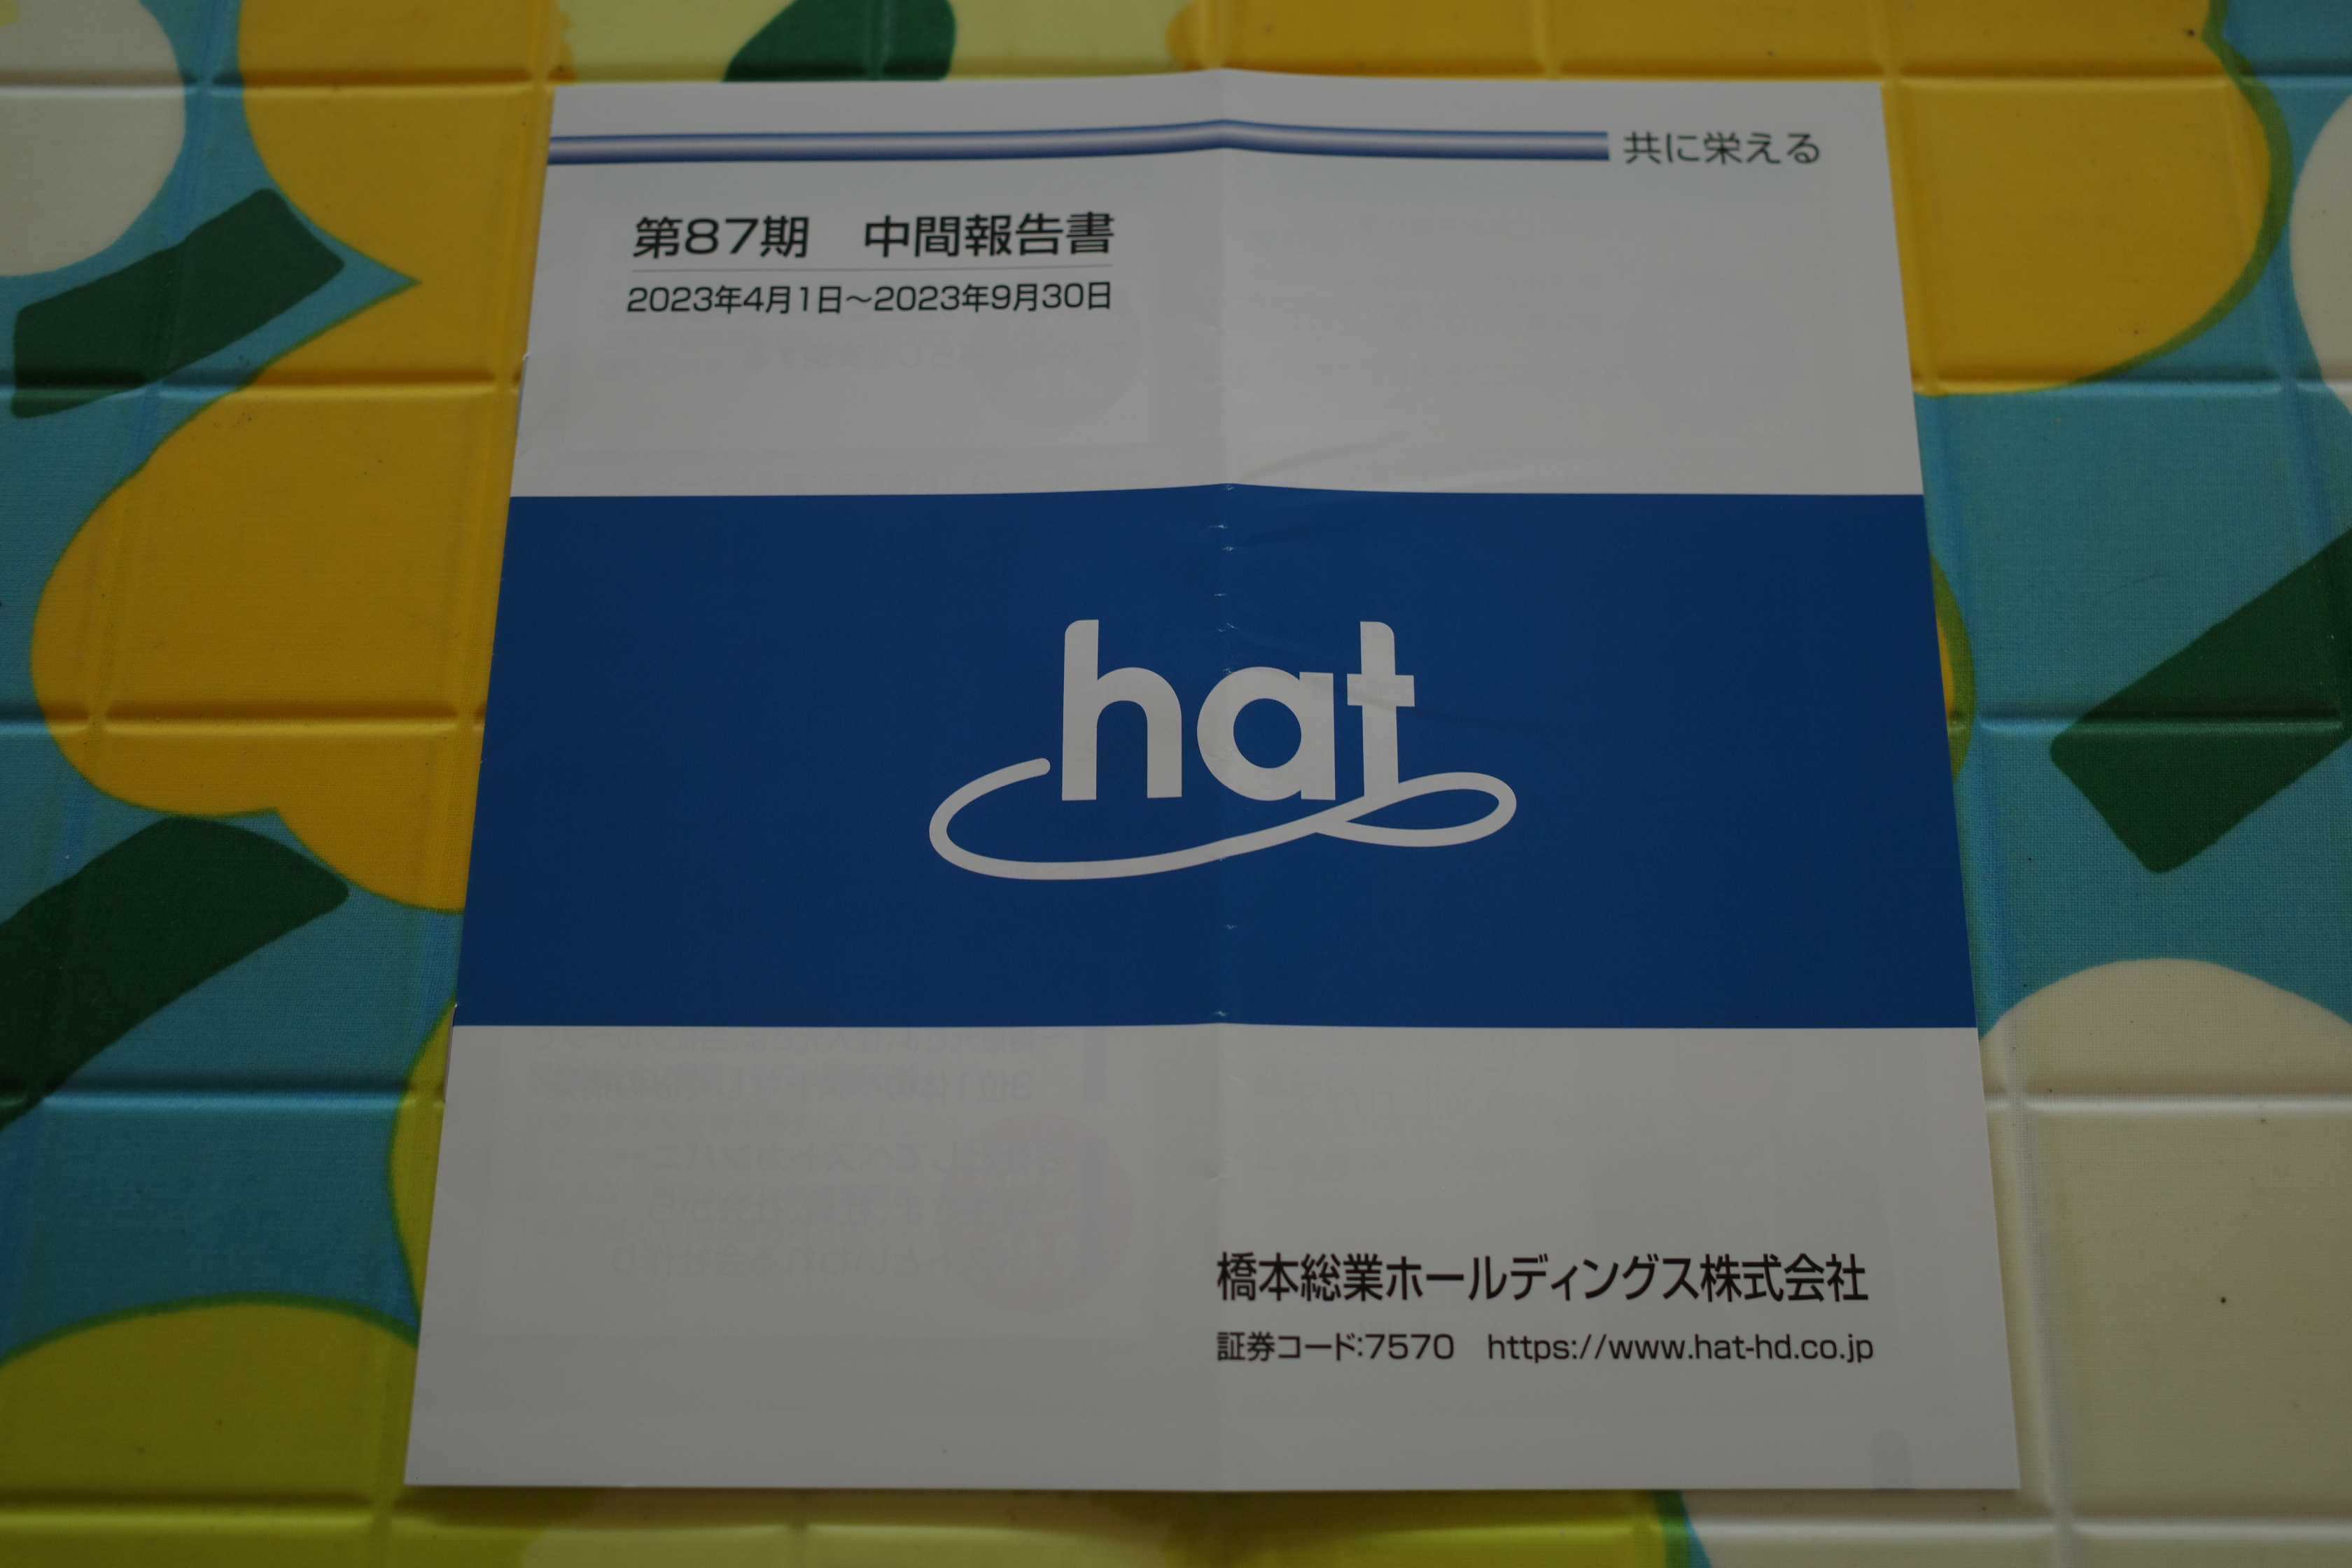 共に栄える
第87期　中間報告書
2023年4月1日～2023年9月30日
hat
橋本総業ホールディングス株式会社
証券コード:7570　https://www.hat-hd.co.jp